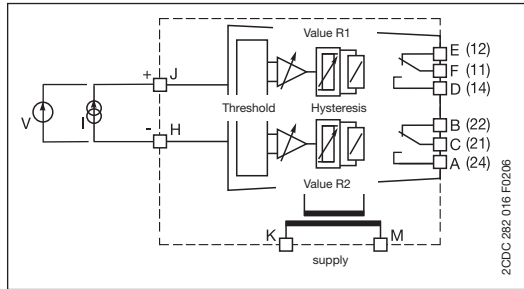 Value R1
E (12)
+ J
F (11)
D (14)
V
I
Threshold
Hysteresis
B (22)
- H
C (21)
A (24)
Value R2
K
M
supply
2CDC 282 016 F0206